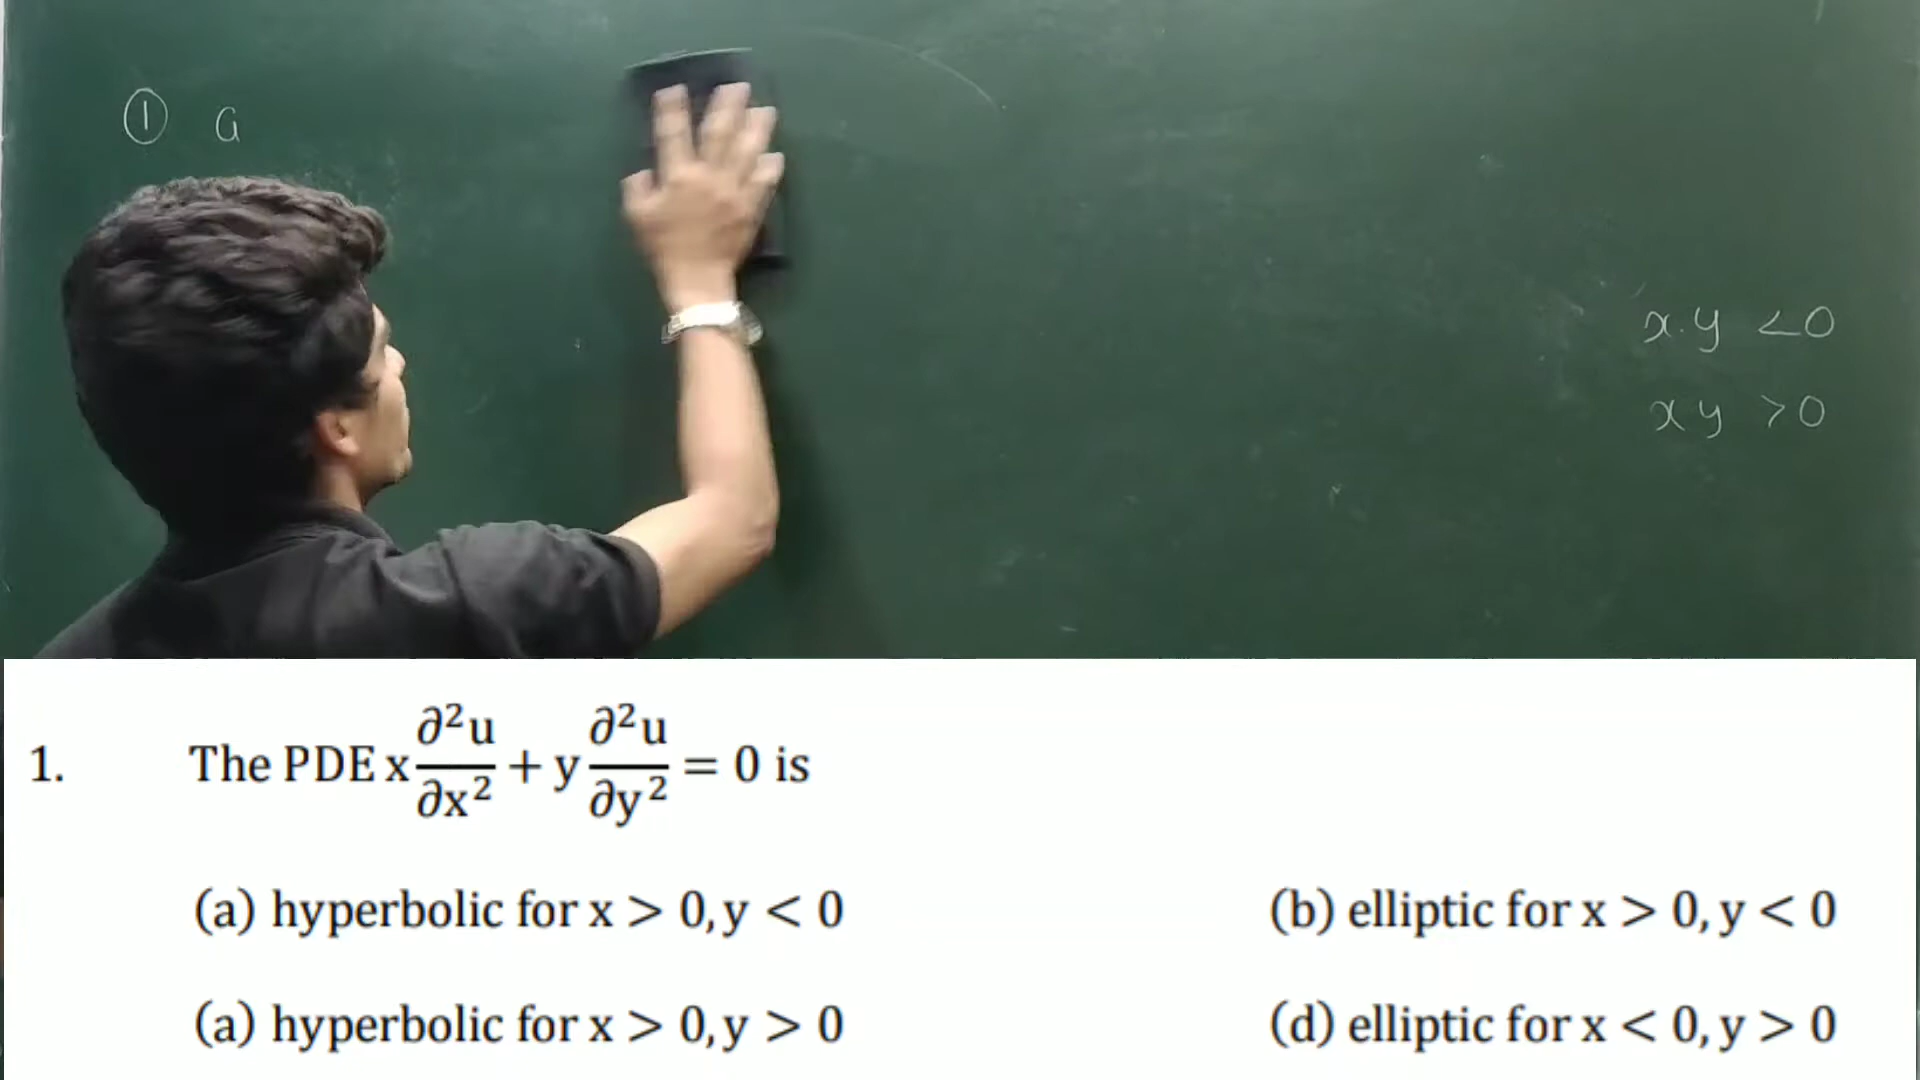 ① a
x.y <0
xy >0
1. The PDE x ∂²u/∂x² + y ∂²u/∂y² = 0 is
(a) hyperbolic for x > 0, y < 0 (b) elliptic for x > 0, y < 0
(a) hyperbolic for x > 0, y > 0 (d) elliptic for x < 0, y > 0